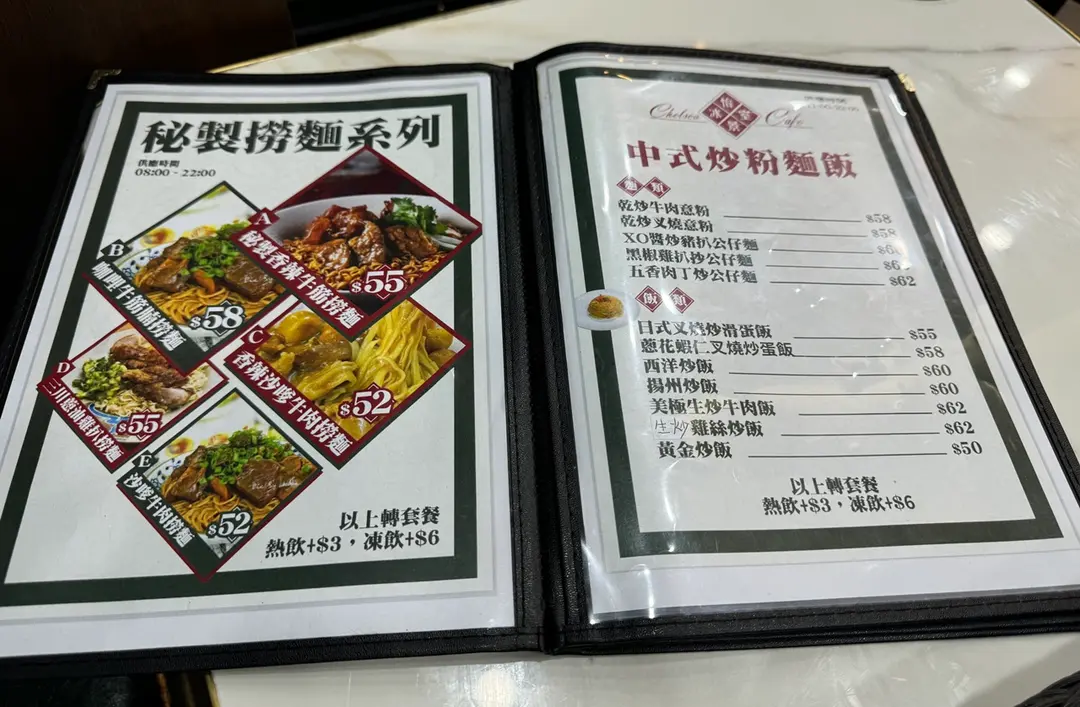 秘製撈麵系列
供應時間
08:00 - 22:00
A
秘製香辣牛筋撈麵
$55
B
咖哩牛筋腩撈麵
$58
C
香辣沙嗲牛肉撈麵
$52
D
三川蔥油雞扒撈麵
$55
E
沙嗲牛肉撈麵
$52
以上轉套餐
熱飲+$3，凍飲+$6
Chelsea Cafe
冰
中式炒粉麵飯
麵類
乾炒牛肉意粉 $58
乾炒叉燒意粉 $58
XO醬炒豬扒公仔麵
黑椒雞扒抄公仔麵
五香肉丁炒公仔麵 $62
飯類
日式叉燒炒滑蛋飯 $55
蔥花蝦仁叉燒炒蛋飯 $58
西洋炒飯 $60
揚州炒飯 $60
美極生炒牛肉飯 $62
生炒雞絲炒飯 $62
黃金炒飯 $50
以上轉套餐
熱飲+$3，凍飲+$6